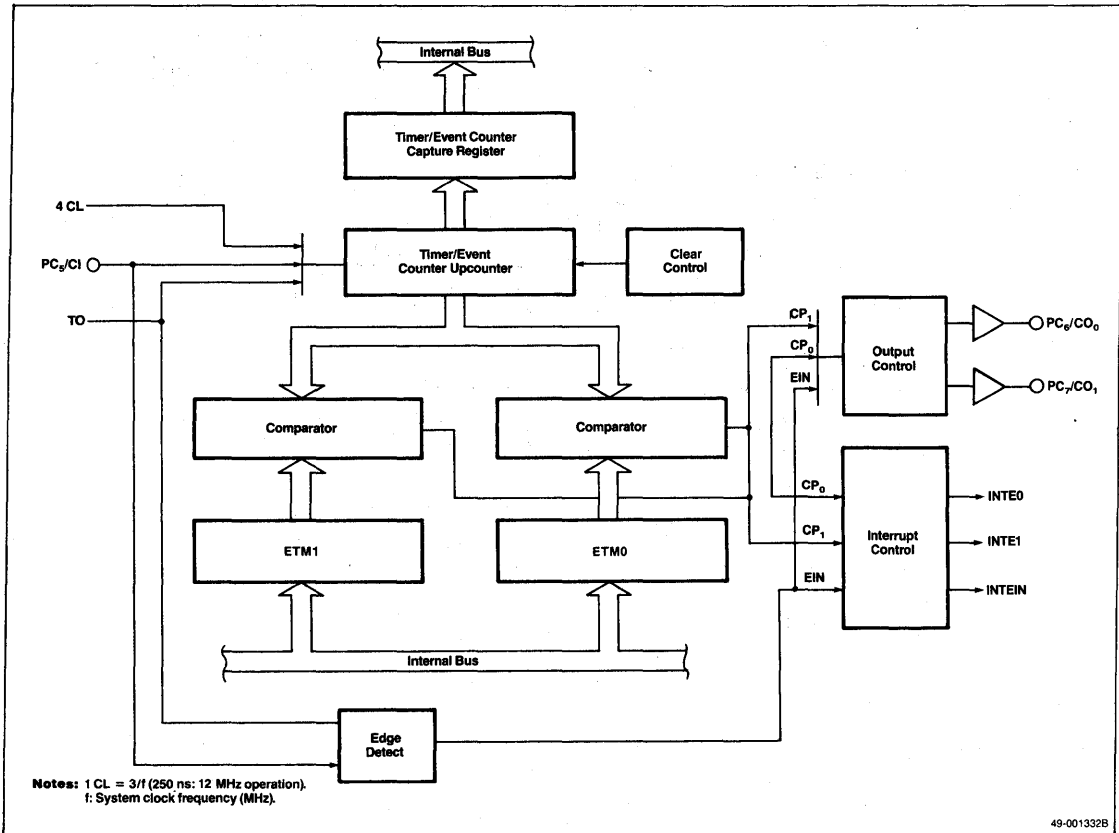 Internal Bus
Timer/Event Counter
Capture Register
4 CL
PC₅/CI
TO
Timer/Event
Counter Upcounter
Clear
Control
CP₁
CP₀
EIN
Output
Control
PC₆/CO₀
PC₇/CO₁
Comparator
Comparator
ETM1
ETM0
CP₀
CP₁
EIN
Interrupt
Control
INTE0
INTE1
INTEIN
Internal Bus
Edge
Detect
Notes: 1 CL = 3/f (250 ns: 12 MHz operation).
f: System clock frequency (MHz).
49-001332B